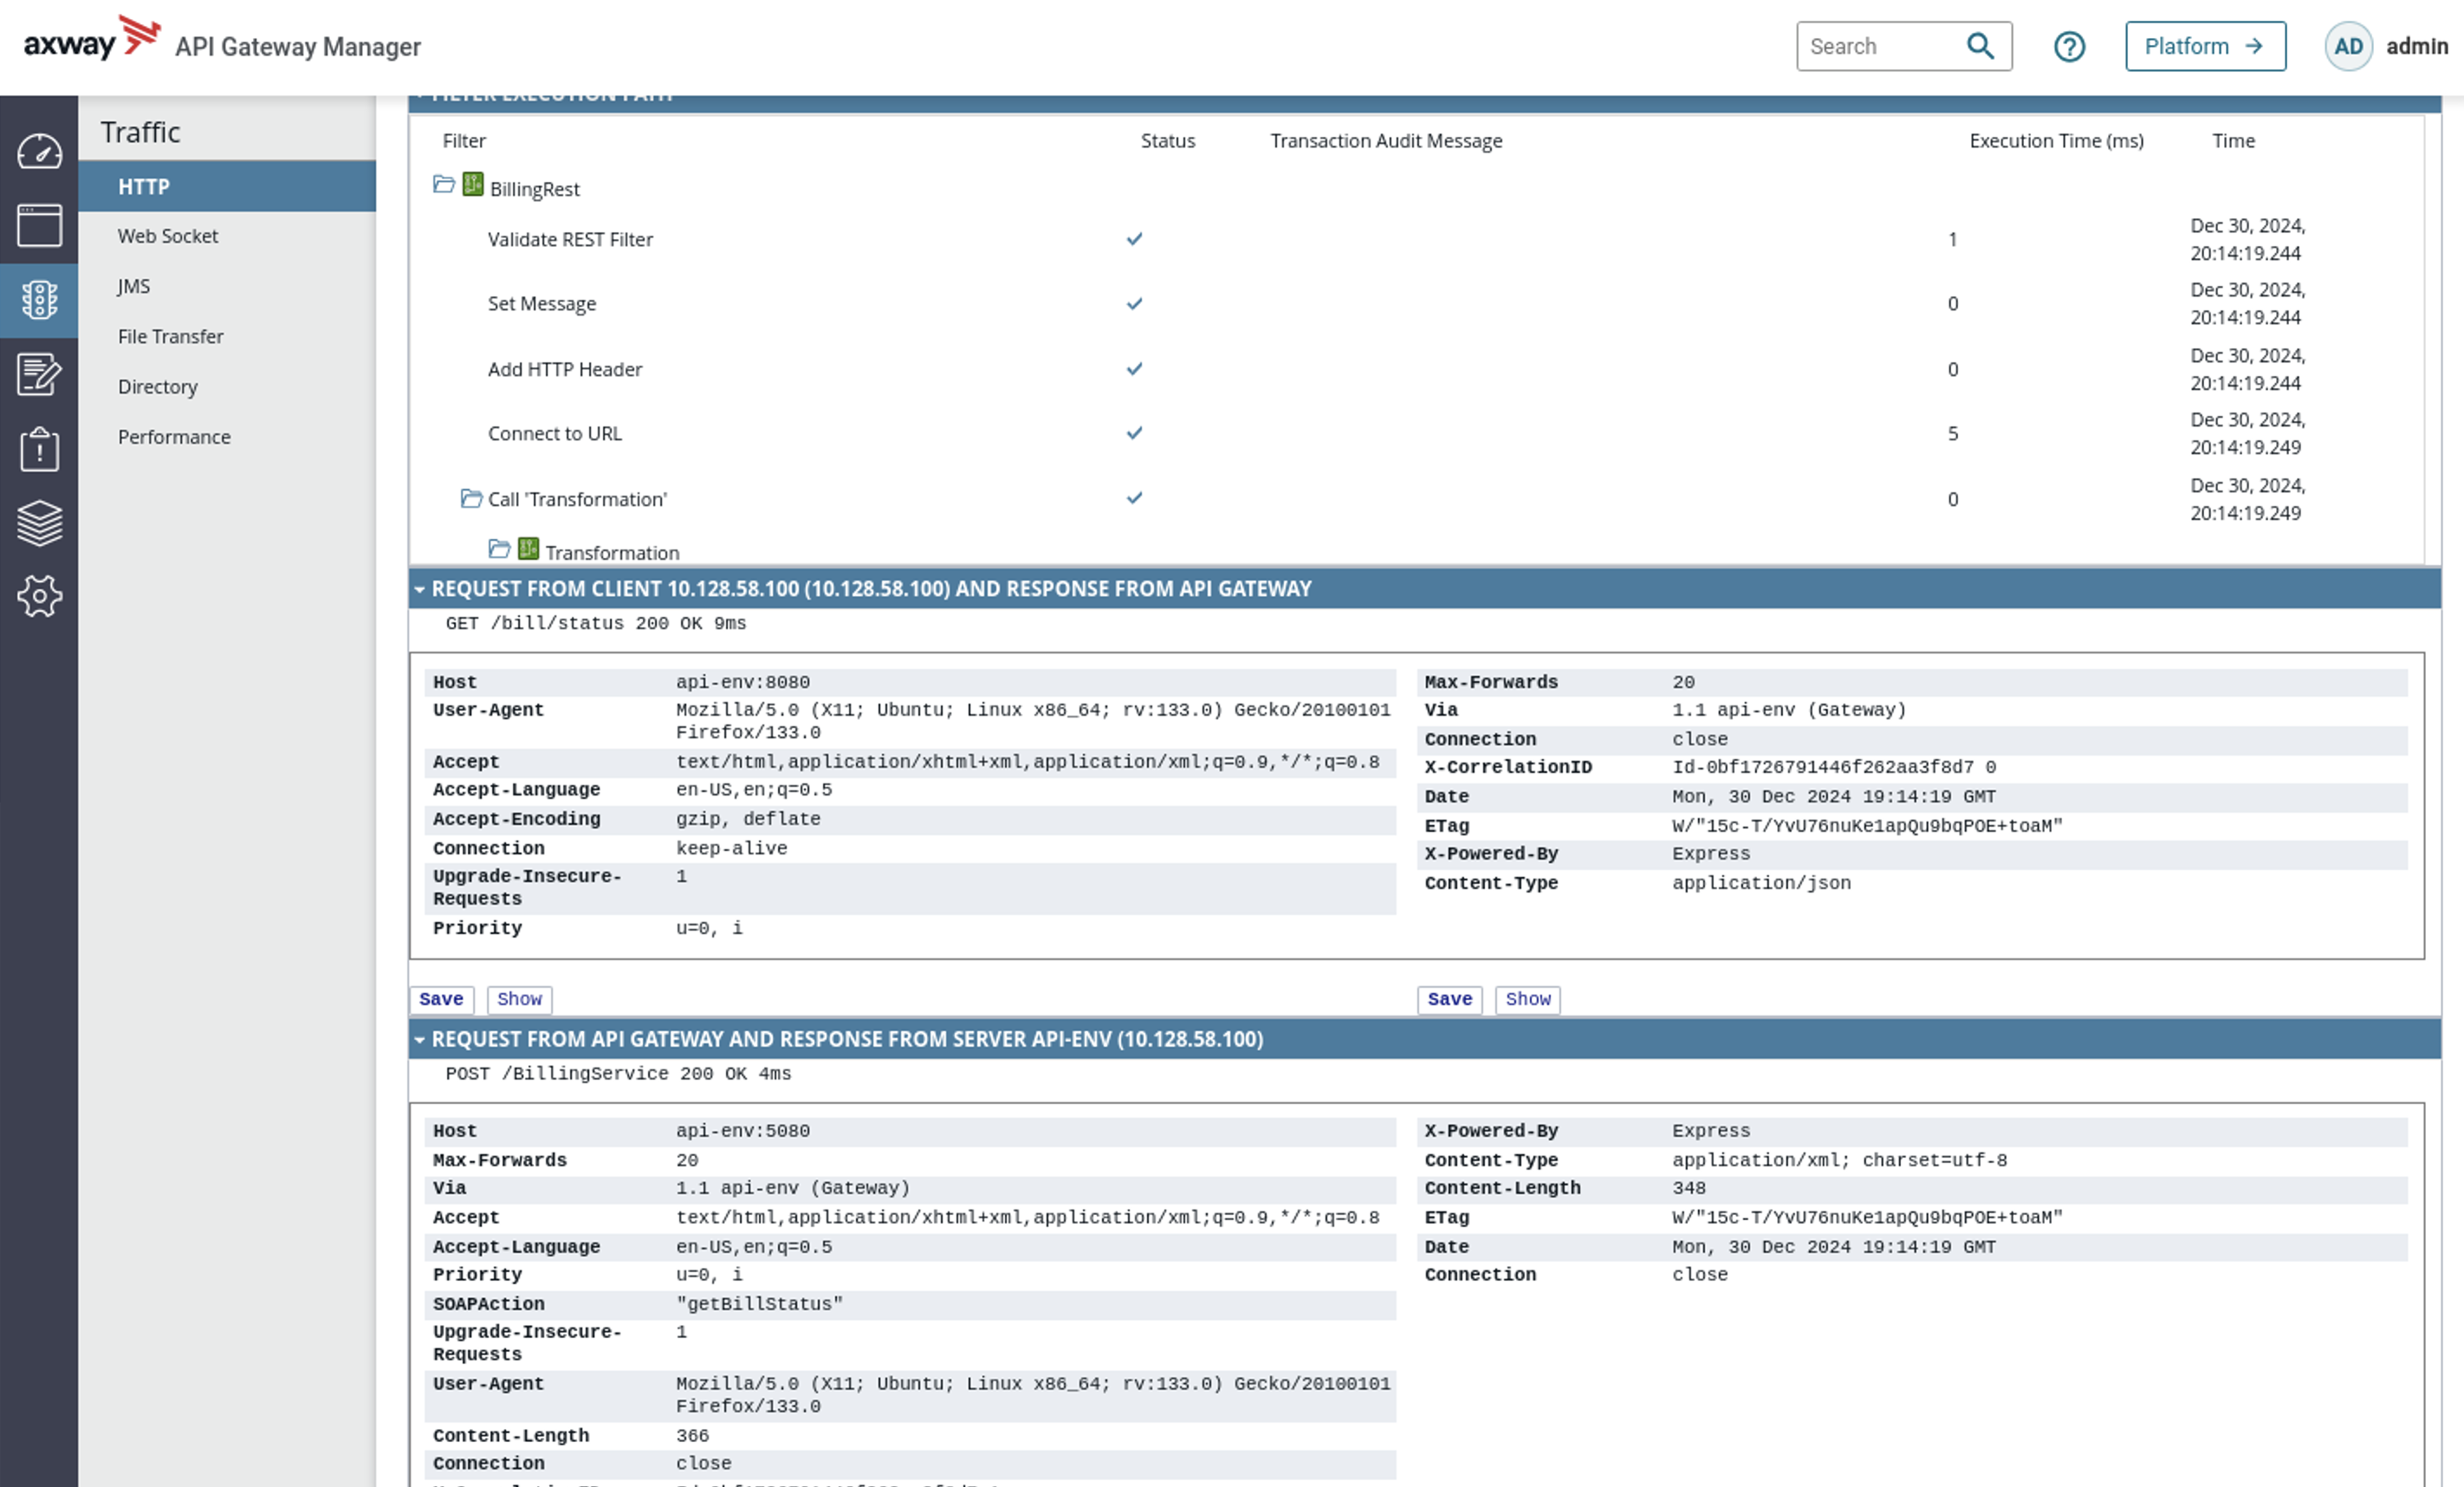 axway API Gateway Manager
Search
Platform
AD admin
Traffic
HTTP
Web Socket
JMS
File Transfer
Directory
Performance
FILTER EXECUTION PATH
Filter Status Transaction Audit Message Execution Time (ms) Time
BillingRest
Validate REST Filter 1 Dec 30, 2024,
20:14:19.244
Set Message 0 Dec 30, 2024,
20:14:19.244
Add HTTP Header 0 Dec 30, 2024,
20:14:19.244
Connect to URL 5 Dec 30, 2024,
20:14:19.249
Call 'Transformation' 0 Dec 30, 2024,
20:14:19.249
Transformation
REQUEST FROM CLIENT 10.128.58.100 (10.128.58.100) AND RESPONSE FROM API GATEWAY
GET /bill/status 200 OK 9ms
Host api-env:8080
User-Agent Mozilla/5.0 (X11; Ubuntu; Linux x86_64; rv:133.0) Gecko/20100101
Firefox/133.0
Accept text/html,application/xhtml+xml,application/xml;q=0.9,*/*;q=0.8
Accept-Language en-US,en;q=0.5
Accept-Encoding gzip, deflate
Connection keep-alive
Upgrade-Insecure- 1
Requests
Priority u=0, i
Max-Forwards 20
Via 1.1 api-env (Gateway)
Connection close
X-CorrelationID Id-0bf1726791446f262aa3f8d7 0
Date Mon, 30 Dec 2024 19:14:19 GMT
ETag W/"15c-T/YvU76nuKe1apQu9bqPOE+toaM"
X-Powered-By Express
Content-Type application/json
Save Show
Save Show
REQUEST FROM API GATEWAY AND RESPONSE FROM SERVER API-ENV (10.128.58.100)
POST /BillingService 200 OK 4ms
Host api-env:5080
Max-Forwards 20
Via 1.1 api-env (Gateway)
Accept text/html,application/xhtml+xml,application/xml;q=0.9,*/*;q=0.8
Accept-Language en-US,en;q=0.5
Priority u=0, i
SOAPAction "getBillStatus"
Upgrade-Insecure- 1
Requests
User-Agent Mozilla/5.0 (X11; Ubuntu; Linux x86_64; rv:133.0) Gecko/20100101
Firefox/133.0
Content-Length 366
Connection close
X-Powered-By Express
Content-Type application/xml; charset=utf-8
Content-Length 348
ETag W/"15c-T/YvU76nuKe1apQu9bqPOE+toaM"
Date Mon, 30 Dec 2024 19:14:19 GMT
Connection close